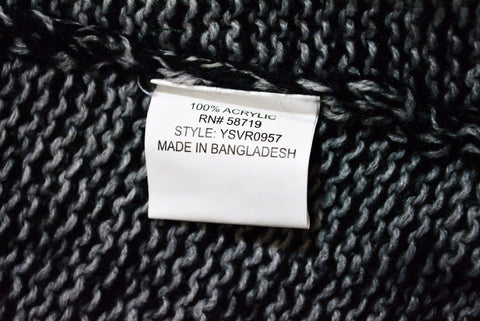 100% ACRYLIC
RN# 58719
STYLE: YSVR0957
MADE IN BANGLADESH